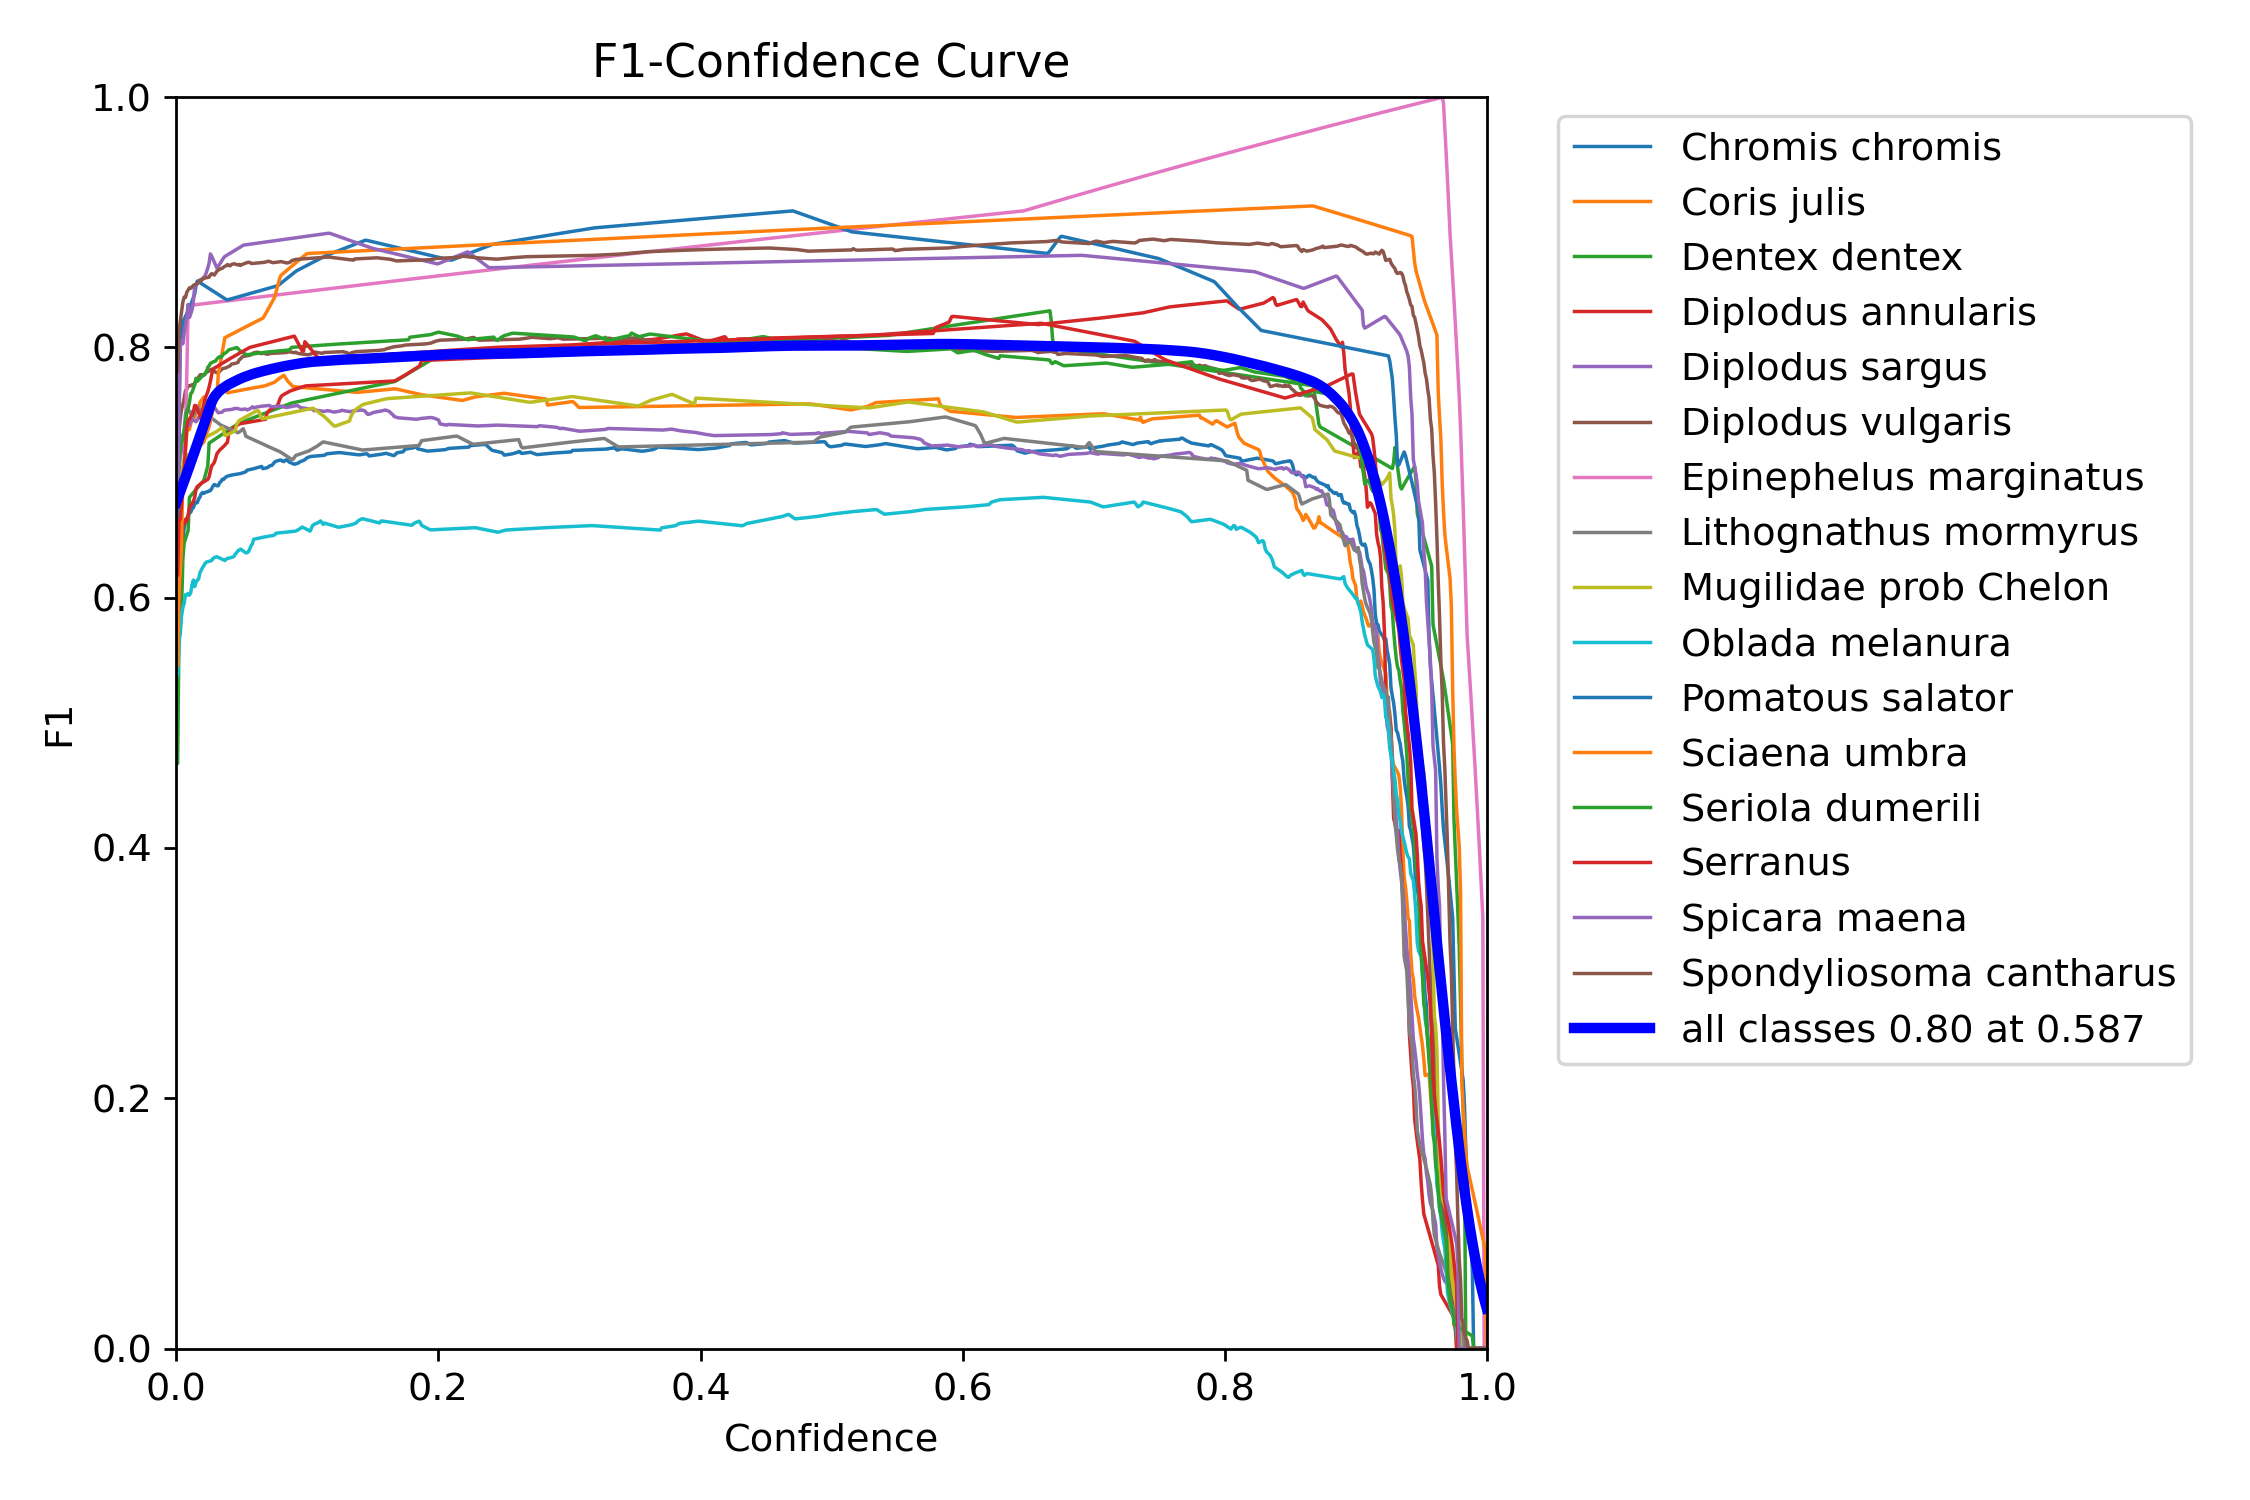 F1-Confidence Curve
1.0
0.8
0.6
0.4
0.2
0.0
F1
0.0 0.2 0.4 0.6 0.8 1.0
Confidence
Chromis chromis
Coris julis
Dentex dentex
Diplodus annularis
Diplodus sargus
Diplodus vulgaris
Epinephelus marginatus
Lithognathus mormyrus
Mugilidae prob Chelon
Oblada melanura
Pomatous salator
Sciaena umbra
Seriola dumerili
Serranus
Spicara maena
Spondyliosoma cantharus
all classes 0.80 at 0.587